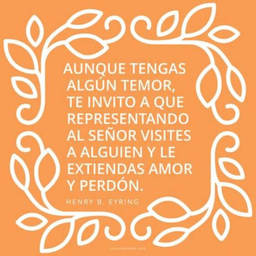 AUNQUE TENGAS
ALGÚN TEMOR,
TE INVITO A QUE
REPRESENTANDO
AL SEÑOR VISITES
A ALGUIEN Y LE
EXTIENDAS AMOR
Y PERDÓN.
HENRY B. EYRING